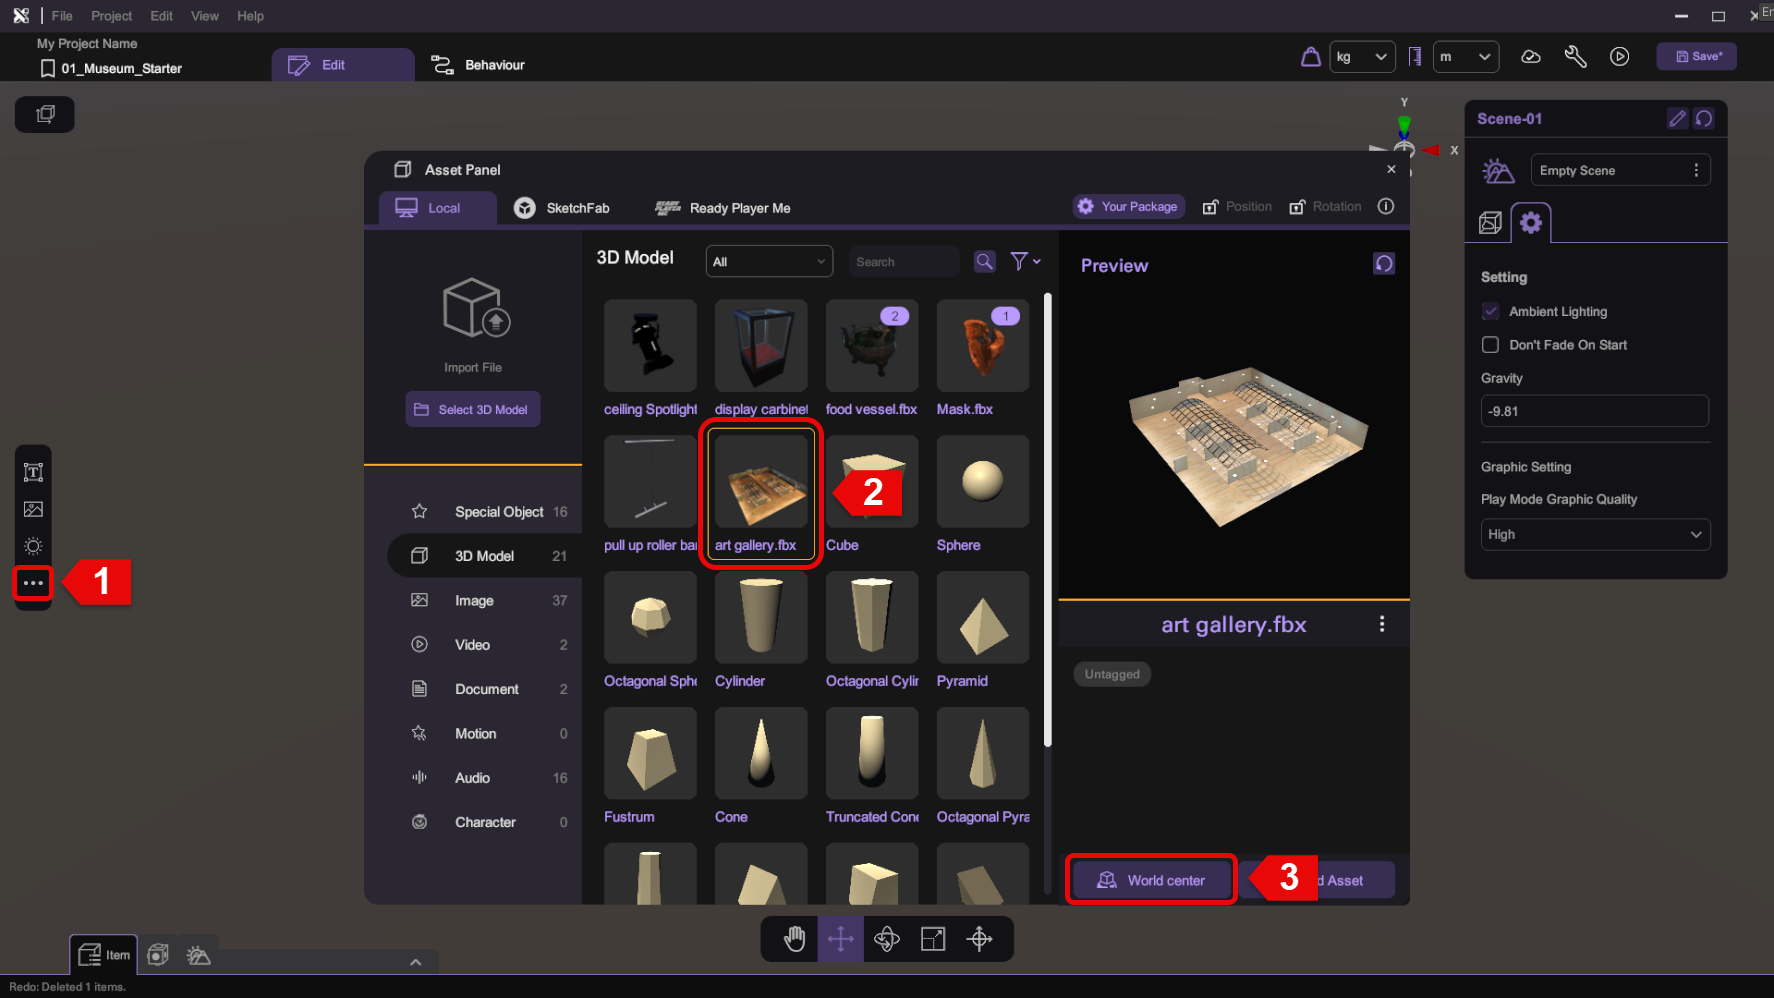 File Project Edit View Help
En
My Project Name
01_Museum_Starter
Edit
Behaviour
kg
m
Save*
Y
X
Scene-01
Empty Scene
Setting
Ambient Lighting
Don't Fade On Start
Gravity
-9.81
Graphic Setting
Play Mode Graphic Quality
High
Asset Panel
Local
SketchFab
READY PLAYER ME
Ready Player Me
Your Package
Position
Rotation
Import File
Select 3D Model
Special Object 16
3D Model 21
Image 37
Video 2
Document 2
Motion 0
Audio 16
Character 0
3D Model
All
Search
2
1
ceiling Spotlight
display carbinet
food vessel.fbx
Mask.fbx
pull up roller ba
art gallery.fbx
Cube
Sphere
Octagonal Sphe
Cylinder
Octagonal Cylin
Pyramid
Fustrum
Cone
Truncated Cone
Octagonal Pyra
Preview
art gallery.fbx
Untagged
World center
d Asset
1
2
3
T
Item
Redo: Deleted 1 items.